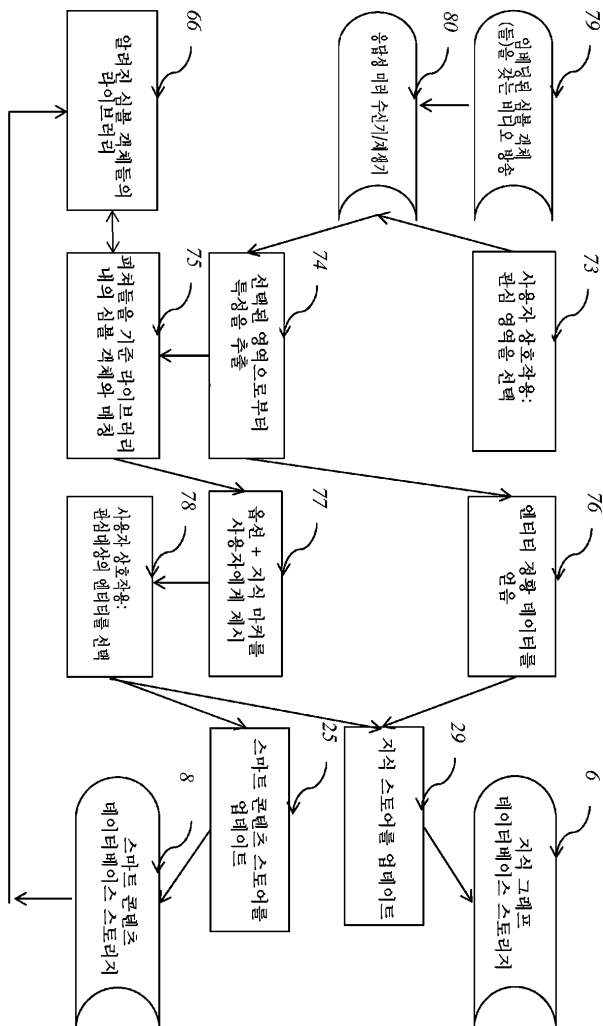 79
임베딩된 심볼 객체
(들)을 갖는 비디오 방송
73
사용자 상호작용:
관심 영역을 선택
76
엔티티 정황 데이터를
얻음
6
지식 그래프
데이터베이스 스토리지
80
응답성 미러 수신기/재생기
29
지식 스토어를 업데이트
74
선택된 영역으로부터
특성을 추출
77
옵션 + 지식 마커를
사용자에게 제시
25
스마트 콘텐츠 스토어를
업데이트
66
알려진 심볼 객체들의
라이브러리
75
피처들을 기준 라이브러리
내의 심볼 객체와 매칭
78
사용자 상호작용:
관심대상의 엔티티를 선택
8
스마트 콘텐츠
데이터베이스 스토리지